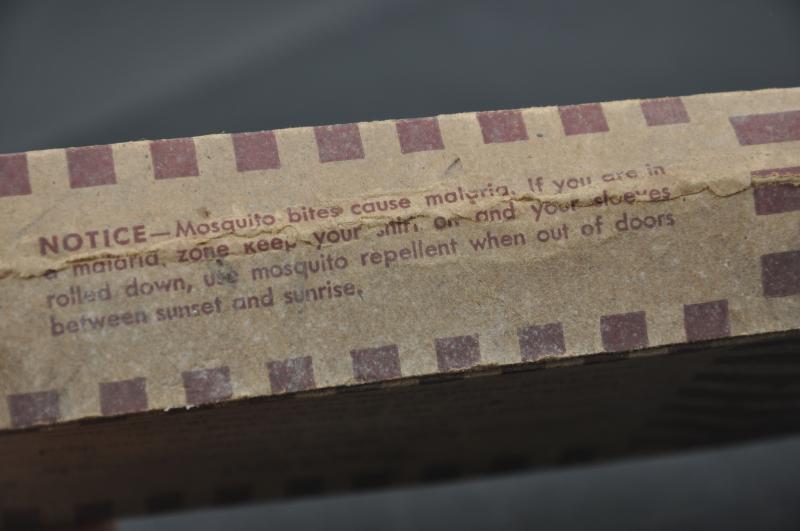 NOTICE—Mosquito bites cause malaria. If you are in
a malaria zone keep your shirt on and your sleeves
rolled down, use mosquito repellent when out of doors
between sunset and sunrise.